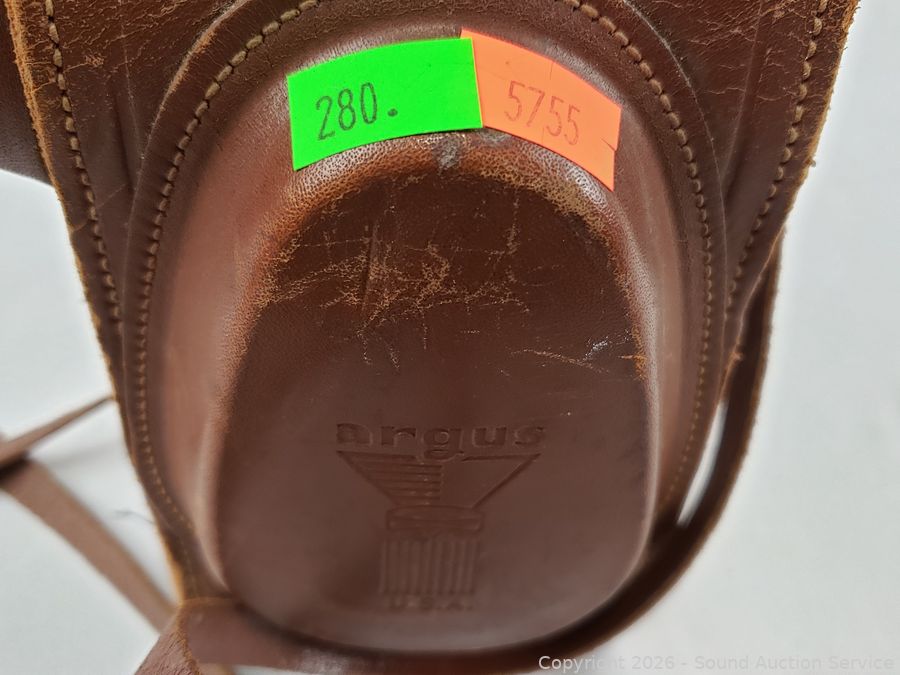 280.
5755
argus
U.S.A.
Copyright 2026 - Sound Auction Service